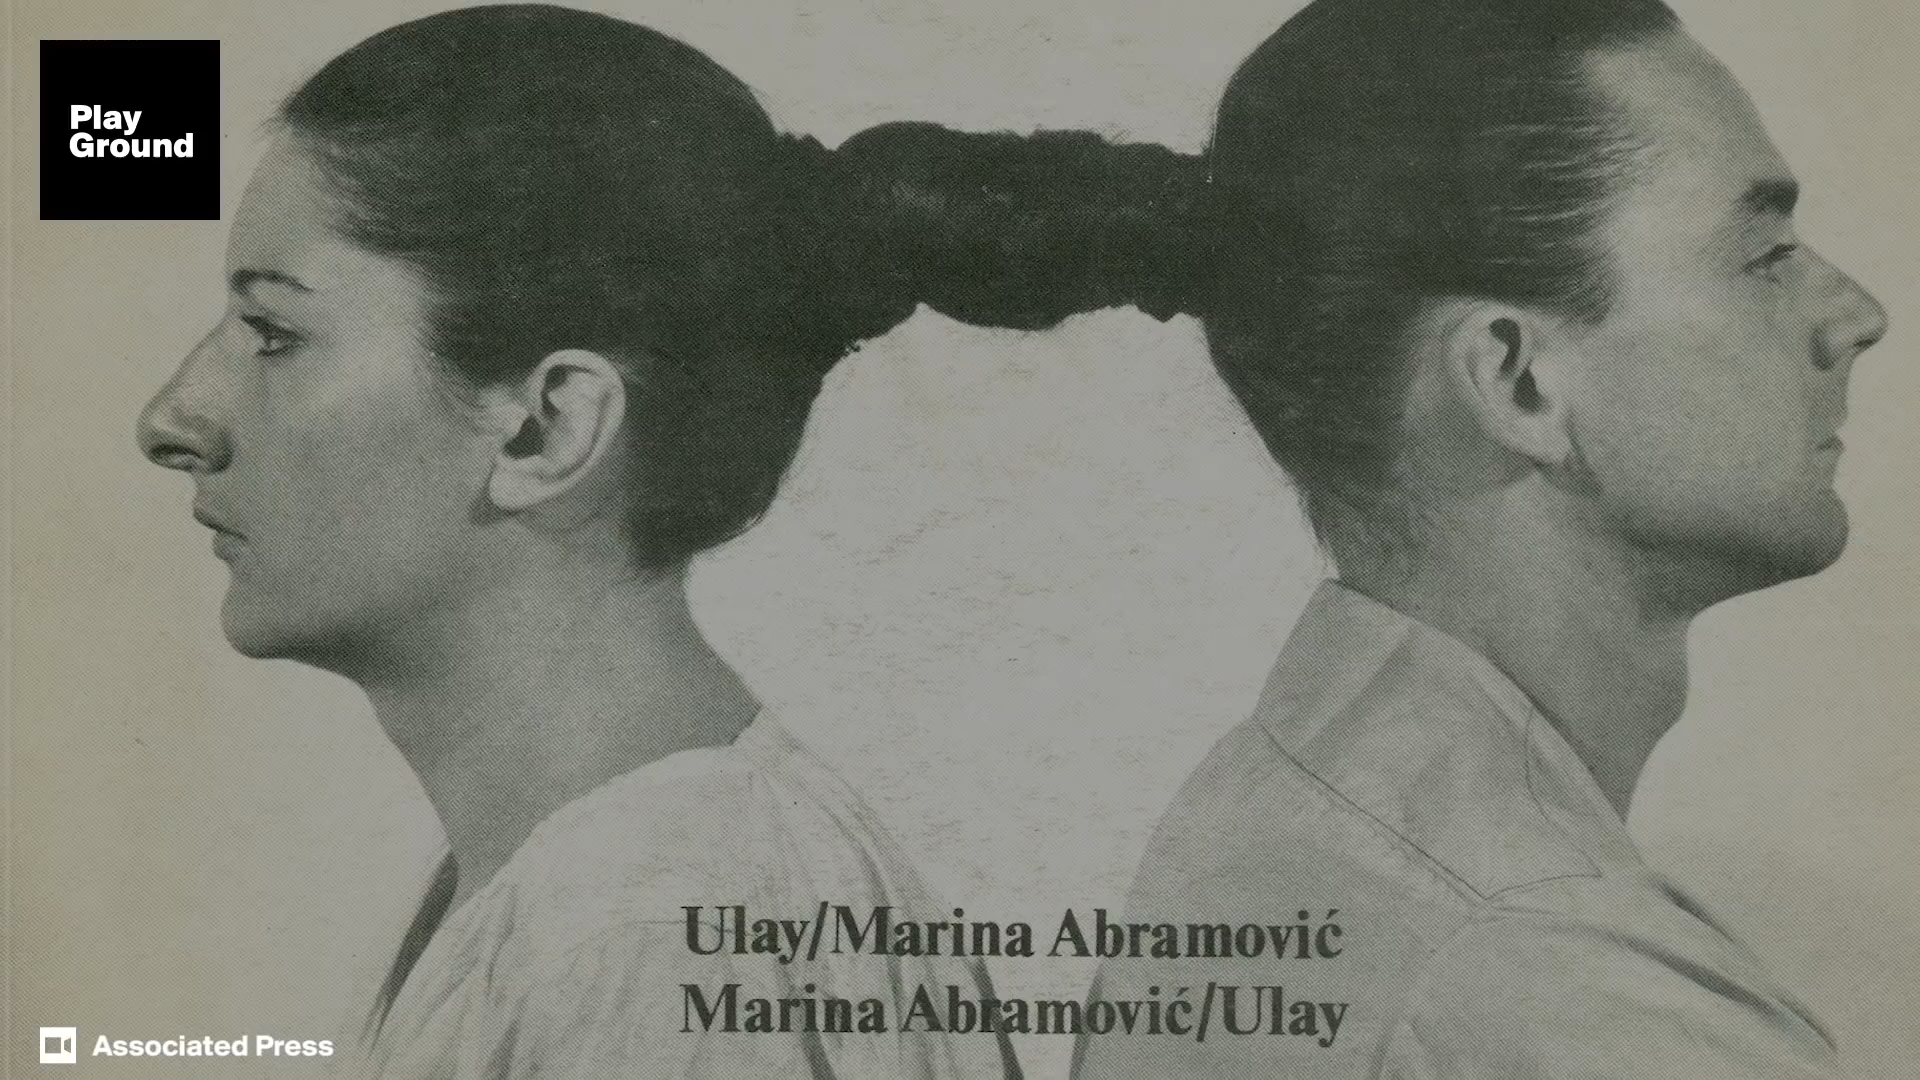 Play
Ground
Ulay/Marina Abramović
Marina Abramović/Ulay
Associated Press